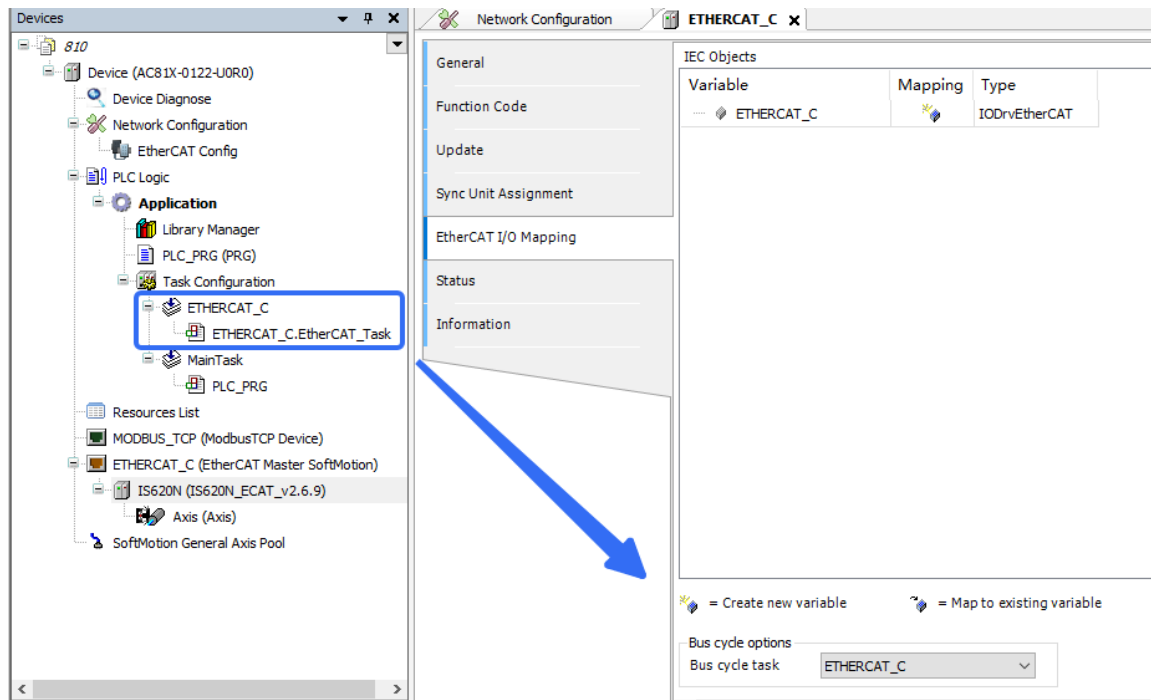 Devices
810
Device (AC81X-0122-U0R0)
Device Diagnose
Network Configuration
EtherCAT Config
PLC Logic
Application
Library Manager
PLC_PRG (PRG)
Task Configuration
ETHERCAT_C
ETHERCAT_C.EtherCAT_Task
MainTask
PLC_PRG
Resources List
MODBUS_TCP (ModbusTCP Device)
ETHERCAT_C (EtherCAT Master SoftMotion)
IS620N (IS620N_ECAT_v2.6.9)
Axis (Axis)
SoftMotion General Axis Pool
Network Configuration
ETHERCAT_C
General
Function Code
Update
Sync Unit Assignment
EtherCAT I/O Mapping
Status
Information
IEC Objects
Variable Mapping Type
ETHERCAT_C IODrvEtherCAT
= Create new variable = Map to existing variable
Bus cycle options
Bus cycle task ETHERCAT_C